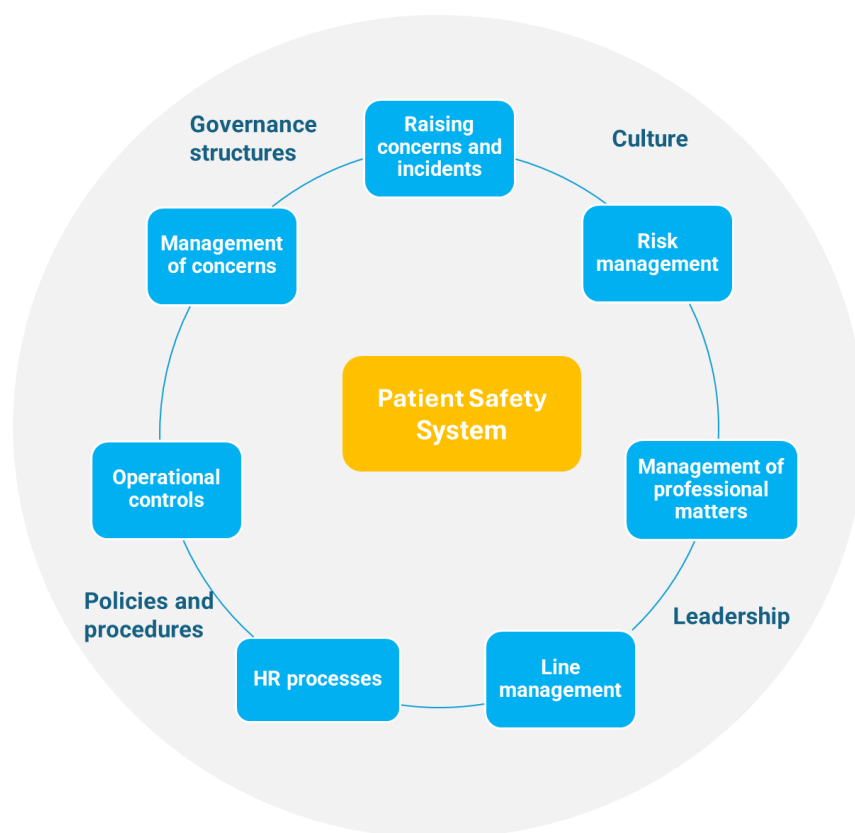 Governance
structures
Raising
concerns and
incidents
Culture
Management
of concerns
Risk
management
Patient Safety
System
Operational
controls
Management of
professional
matters
Policies and
procedures
Leadership
HR processes
Line
management